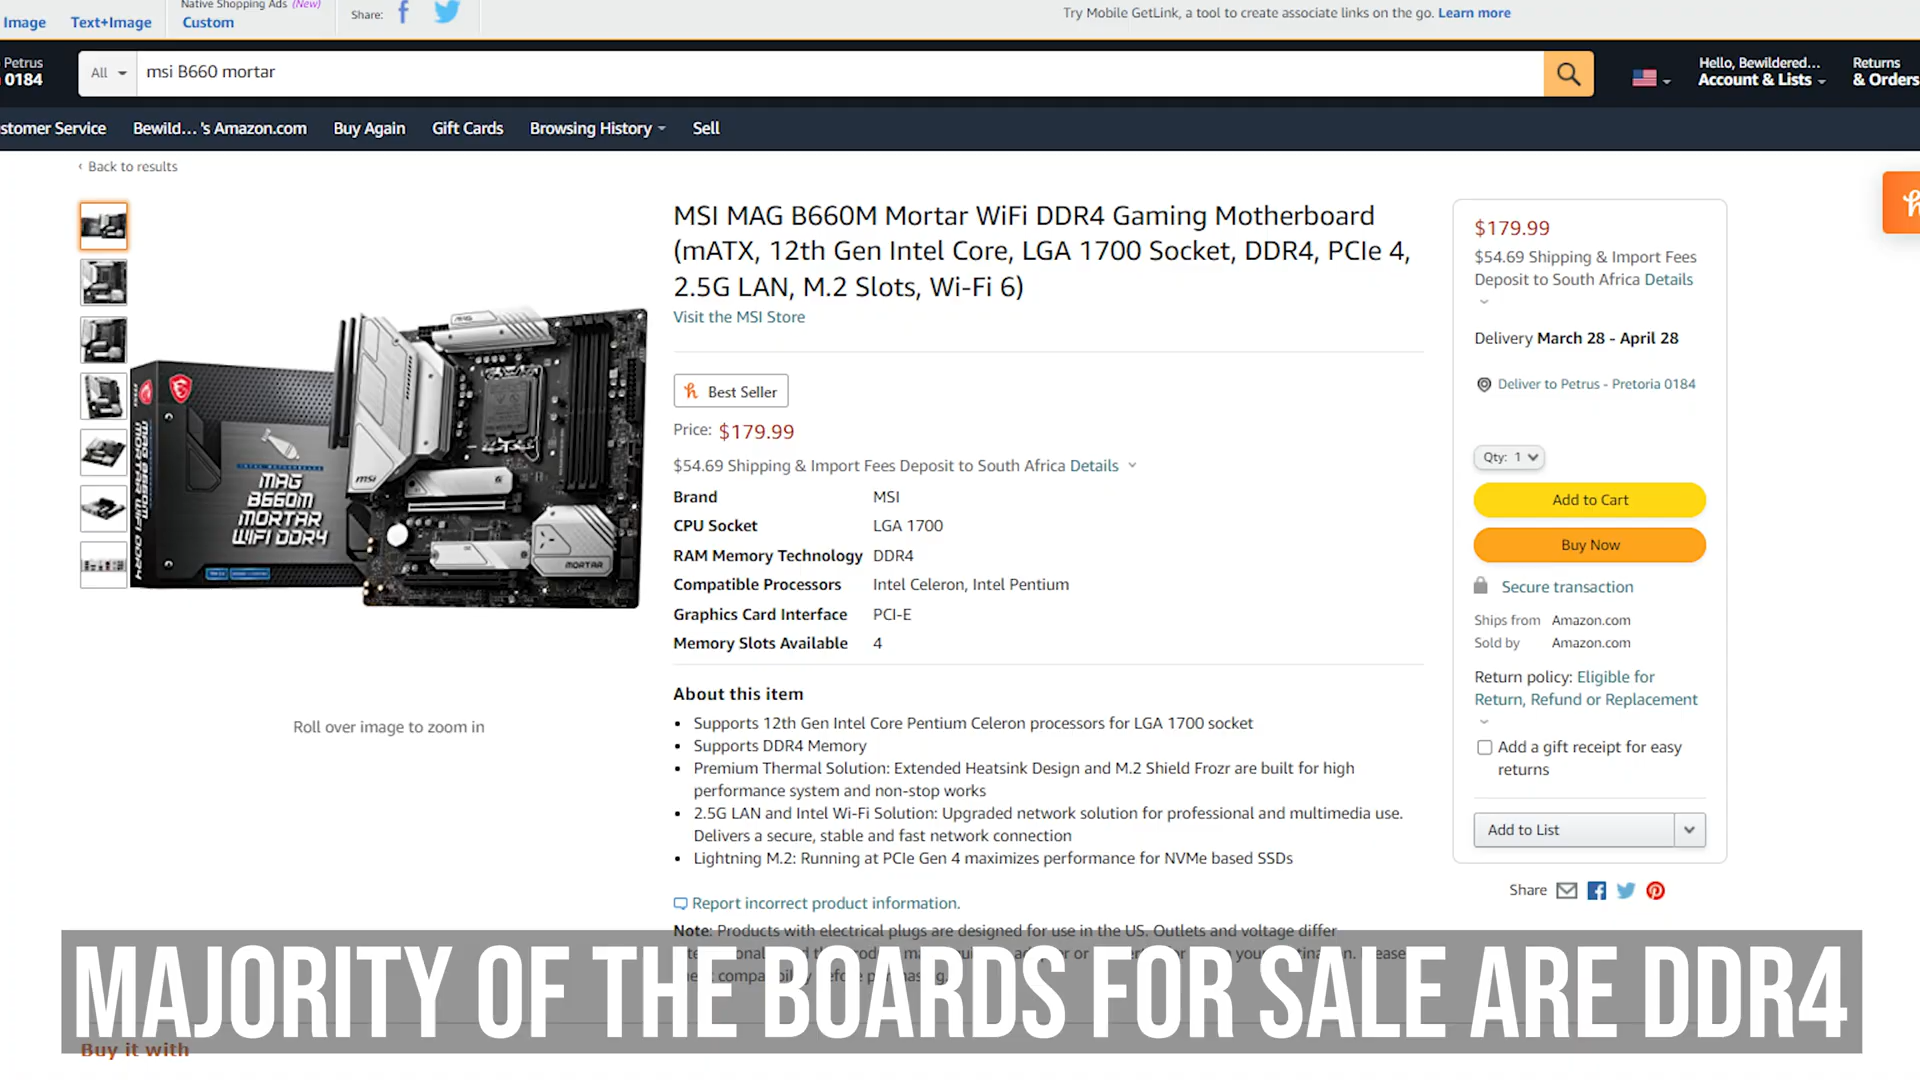 Native Shopping Ads (New)
Image Text+Image Custom Share:
Try Mobile GetLink, a tool to create associate links on the go. Learn more
Petrus
0184
All
msi B660 mortar
Hello, Bewildered...
Account & Lists
Returns
& Orders
stomer Service Bewild... 's Amazon.com Buy Again Gift Cards Browsing History Sell
‹ Back to results
MSI MAG B660M Mortar WiFi DDR4 Gaming Motherboard
(mATX, 12th Gen Intel Core, LGA 1700 Socket, DDR4, PCIe 4,
2.5G LAN, M.2 Slots, Wi-Fi 6)
Visit the MSI Store
Best Seller
Price: $179.99
$54.69 Shipping & Import Fees Deposit to South Africa Details
Brand MSI
CPU Socket LGA 1700
RAM Memory Technology DDR4
Compatible Processors Intel Celeron, Intel Pentium
Graphics Card Interface PCI-E
Memory Slots Available 4
About this item
• Supports 12th Gen Intel Core Pentium Celeron processors for LGA 1700 socket
• Supports DDR4 Memory
• Premium Thermal Solution: Extended Heatsink Design and M.2 Shield Frozr are built for high
performance system and non-stop works
• 2.5G LAN and Intel Wi-Fi Solution: Upgraded network solution for professional and multimedia use.
Delivers a secure, stable and fast network connection
• Lightning M.2: Running at PCIe Gen 4 maximizes performance for NVMe based SSDs
Report incorrect product information.
Note: Products with electrical plugs are designed for use in the US. Outlets and voltage differ
MAG
B660M
MORTAR
WIFI DDR4
MAG B660M MORTAR WIFI DDR4
msi
MORTAR
Roll over image to zoom in
$179.99
$54.69 Shipping & Import Fees
Deposit to South Africa Details
Delivery March 28 - April 28
Deliver to Petrus - Pretoria 0184
Qty: 1
Add to Cart
Buy Now
Secure transaction
Ships from Amazon.com
Sold by Amazon.com
Return policy: Eligible for
Return, Refund or Replacement
Add a gift receipt for easy
returns
Add to List
Share
MAJORITY OF THE BOARDS FOR SALE ARE DDR4
Buy it with